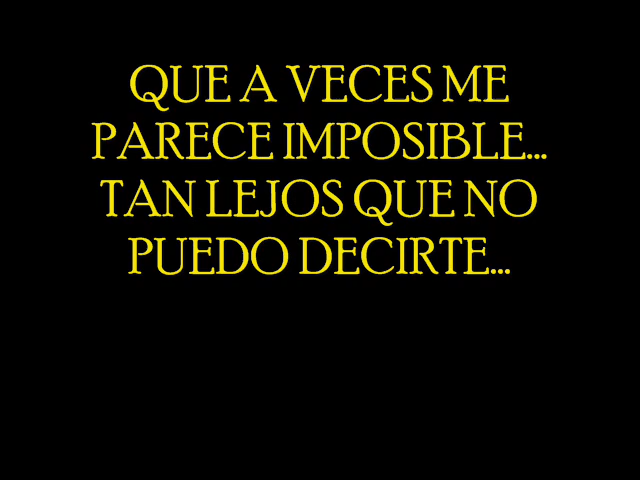 QUE A VECES ME
PARECE IMPOSIBLE...
TAN LEJOS QUE NO
PUEDO DECIRTE...